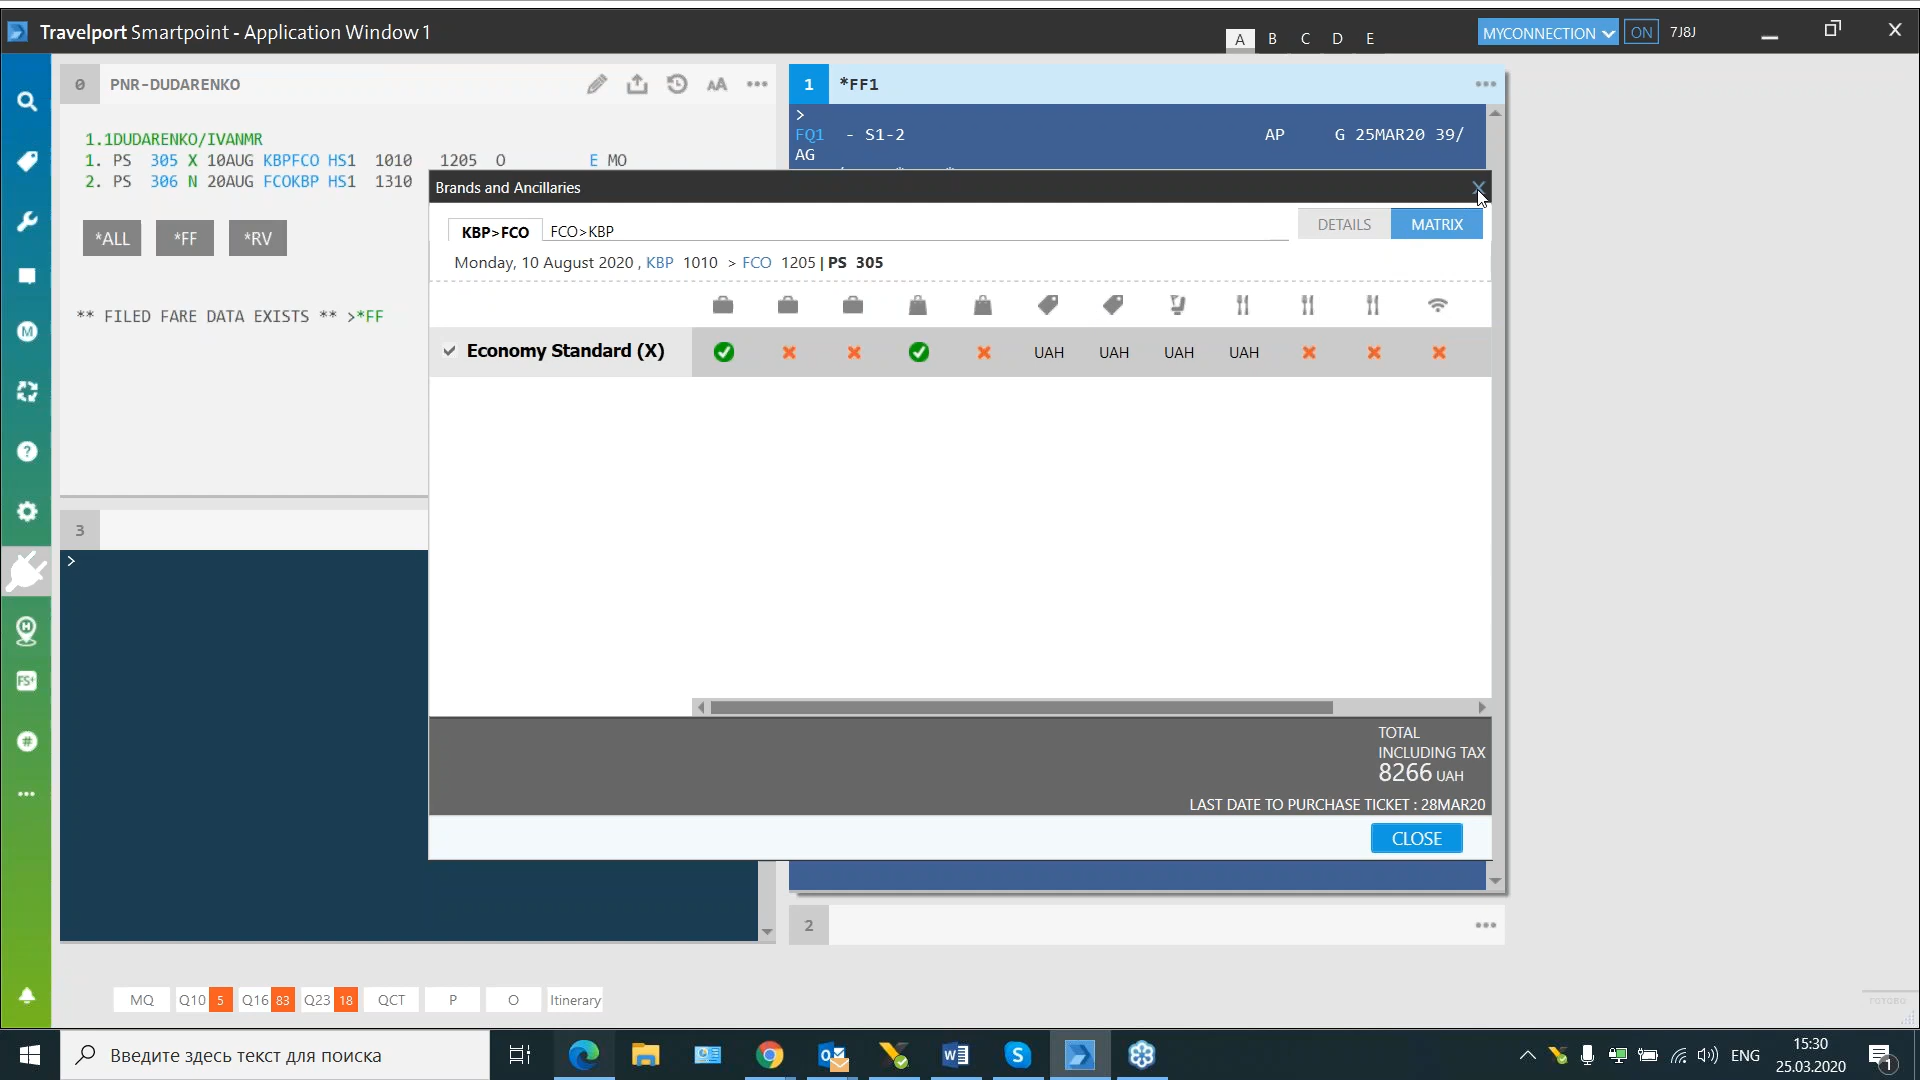 Travelport Smartpoint - Application Window 1
A B C D E
MYCONNECTION ON 7J8J
0 PNR-DUDARENKO AA
1.1DUDARENKO/IVANMR
1. PS 305 X 10AUG KBPFCO HS1 1010 1205 O E MO
2. PS 306 N 20AUG FCOKBP HS1 1310
*ALL *FF *RV
** FILED FARE DATA EXISTS ** >*FF
1 *FF1
>
FQ1 - S1-2 AP G 25MAR20 39/
AG
Brands and Ancillaries
KBP>FCO FCO>KBP
DETAILS MATRIX
Monday, 10 August 2020 , KBP 1010 > FCO 1205 | PS 305
Economy Standard (X) UAH UAH UAH UAH
TOTAL
INCLUDING TAX
8266 UAH
LAST DATE TO PURCHASE TICKET : 28MAR20
CLOSE
3
>
2
M
?
H
FS+
#
MQ Q10 5 Q16 83 Q23 18 QCT P O Itinerary
готово
Введите здесь текст для поиска
ENG
15:30
25.03.2020
1